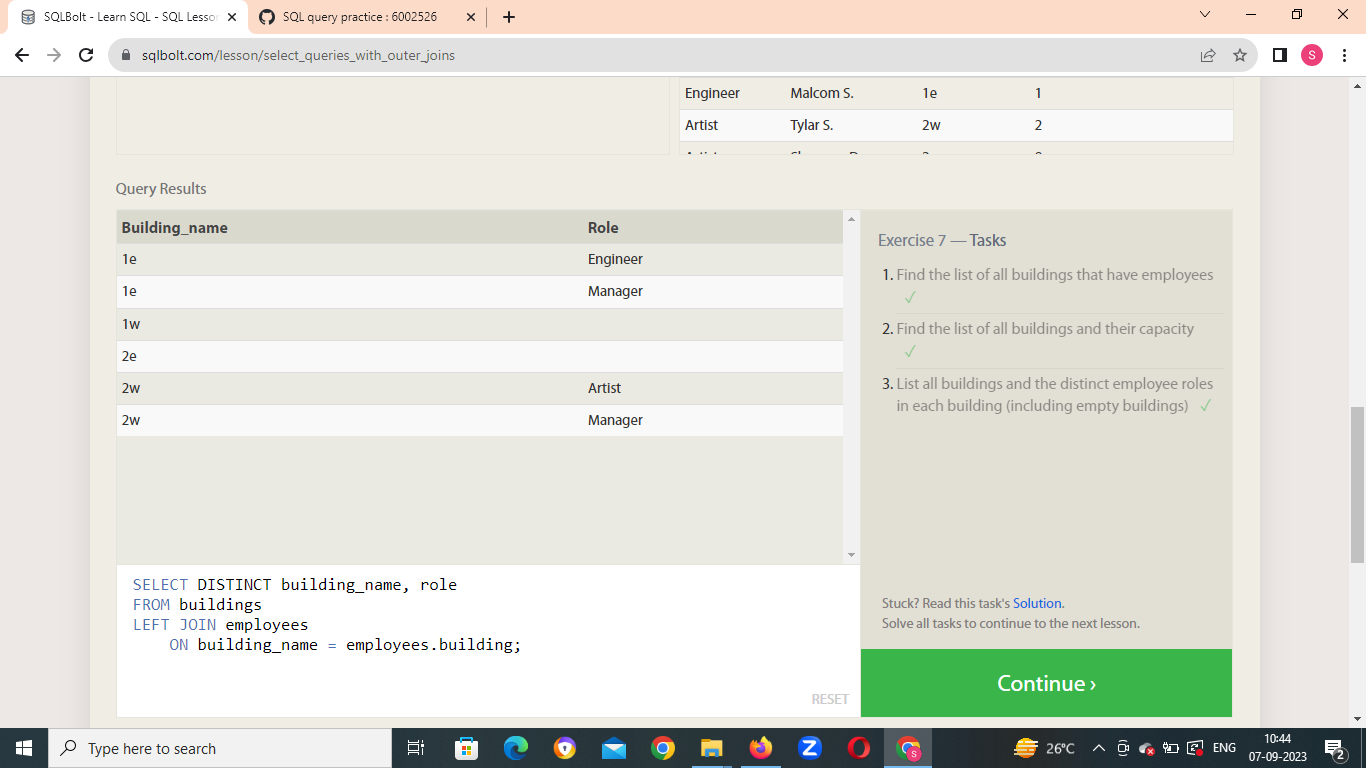 SQLBolt - Learn SQL - SQL Lesson
SQL query practice : 6002526
sqlbolt.com/lesson/select_queries_with_outer_joins
S
Engineer Malcom S. 1e 1
Artist Tylar S. 2w 2
Query Results
Building_name Role
1e Engineer
1e Manager
1w
2e
2w Artist
2w Manager
Exercise 7 — Tasks
1. Find the list of all buildings that have employees ✓
2. Find the list of all buildings and their capacity ✓
3. List all buildings and the distinct employee roles
in each building (including empty buildings) ✓
SELECT DISTINCT building_name, role
FROM buildings
LEFT JOIN employees
ON building_name = employees.building;
RESET
Stuck? Read this task's Solution.
Solve all tasks to continue to the next lesson.
Continue ›
Type here to search
26°C
ENG
10:44
07-09-2023
2